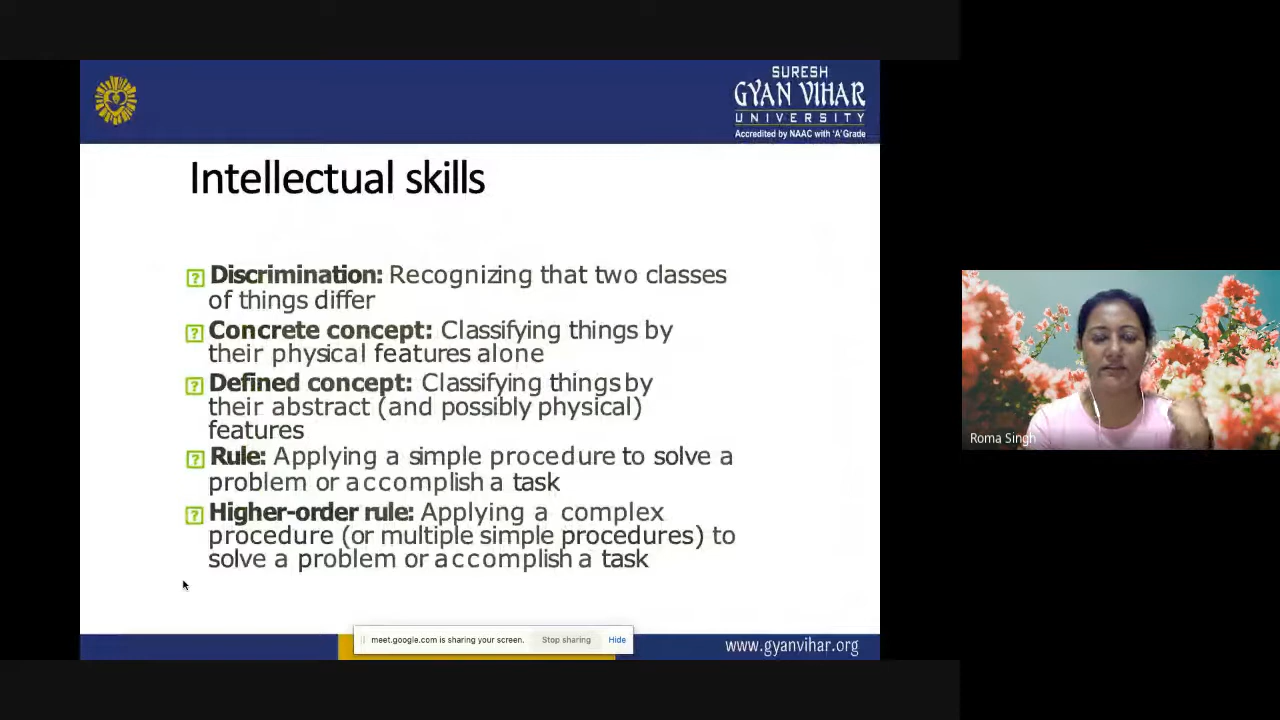 SURESH
GYAN VIHAR
UNIVERSITY
Accredited by NAAC with 'A' Grade
Intellectual skills
Discrimination: Recognizing that two classes
of things differ
Concrete concept: Classifying things by
their physical features alone
Defined concept: Classifying things by
their abstract (and possibly physical)
features
Rule: Applying a simple procedure to solve a
problem or accomplish a task
Higher-order rule: Applying a complex
procedure (or multiple simple procedures) to
solve a problem or accomplish a task
Roma Singh
meet.google.com is sharing your screen. Stop sharing Hide
www.gyanvihar.org